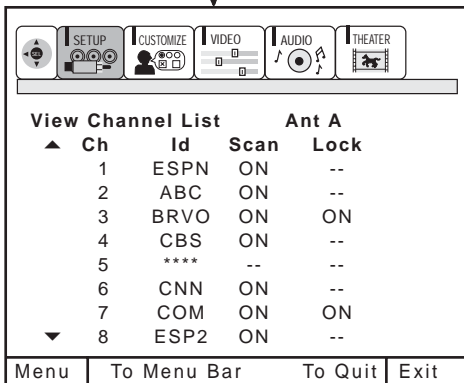 SETUP CUSTOMIZE VIDEO AUDIO THEATER
View Channel List Ant A
Ch Id Scan Lock
1 ESPN ON --
2 ABC ON --
3 BRVO ON ON
4 CBS ON --
5 **** -- --
6 CNN ON --
7 COM ON ON
8 ESP2 ON --
Menu To Menu Bar To Quit Exit